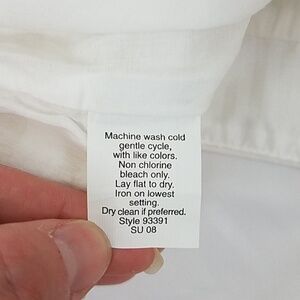 Machine wash cold
gentle cycle,
with like colors.
Non chlorine
bleach only.
Lay flat to dry.
Iron on lowest
setting.
Dry clean if preferred.
Style 93391
SU 08